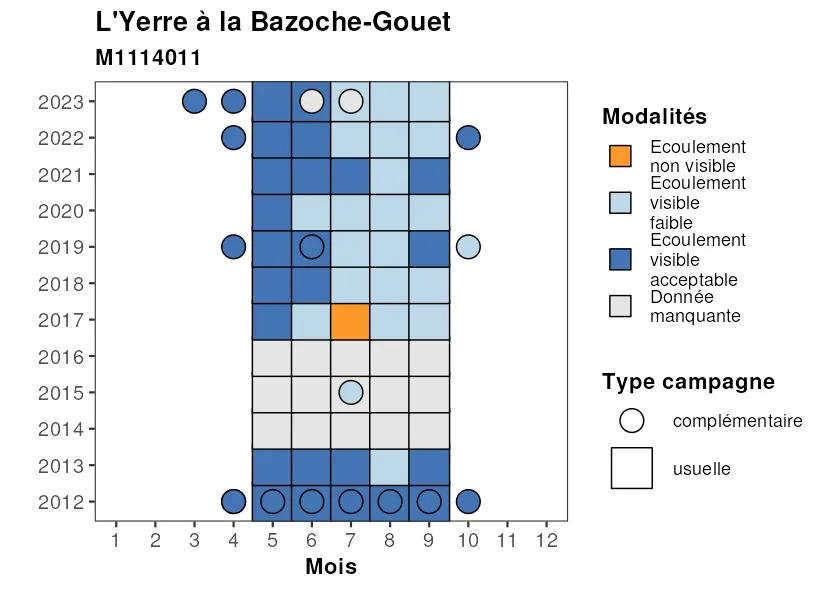 L'Yerre à la Bazoche-Gouet
M1114011
2023
2022
2021
2020
2019
2018
2017
2016
2015
2014
2013
2012
1 2 3 4 5 6 7 8 9 10 11 12
Mois
Modalités
Ecoulement
non visible
Ecoulement
visible
faible
Ecoulement
visible
acceptable
Donnée
manquante
Type campagne
complémentaire
usuelle